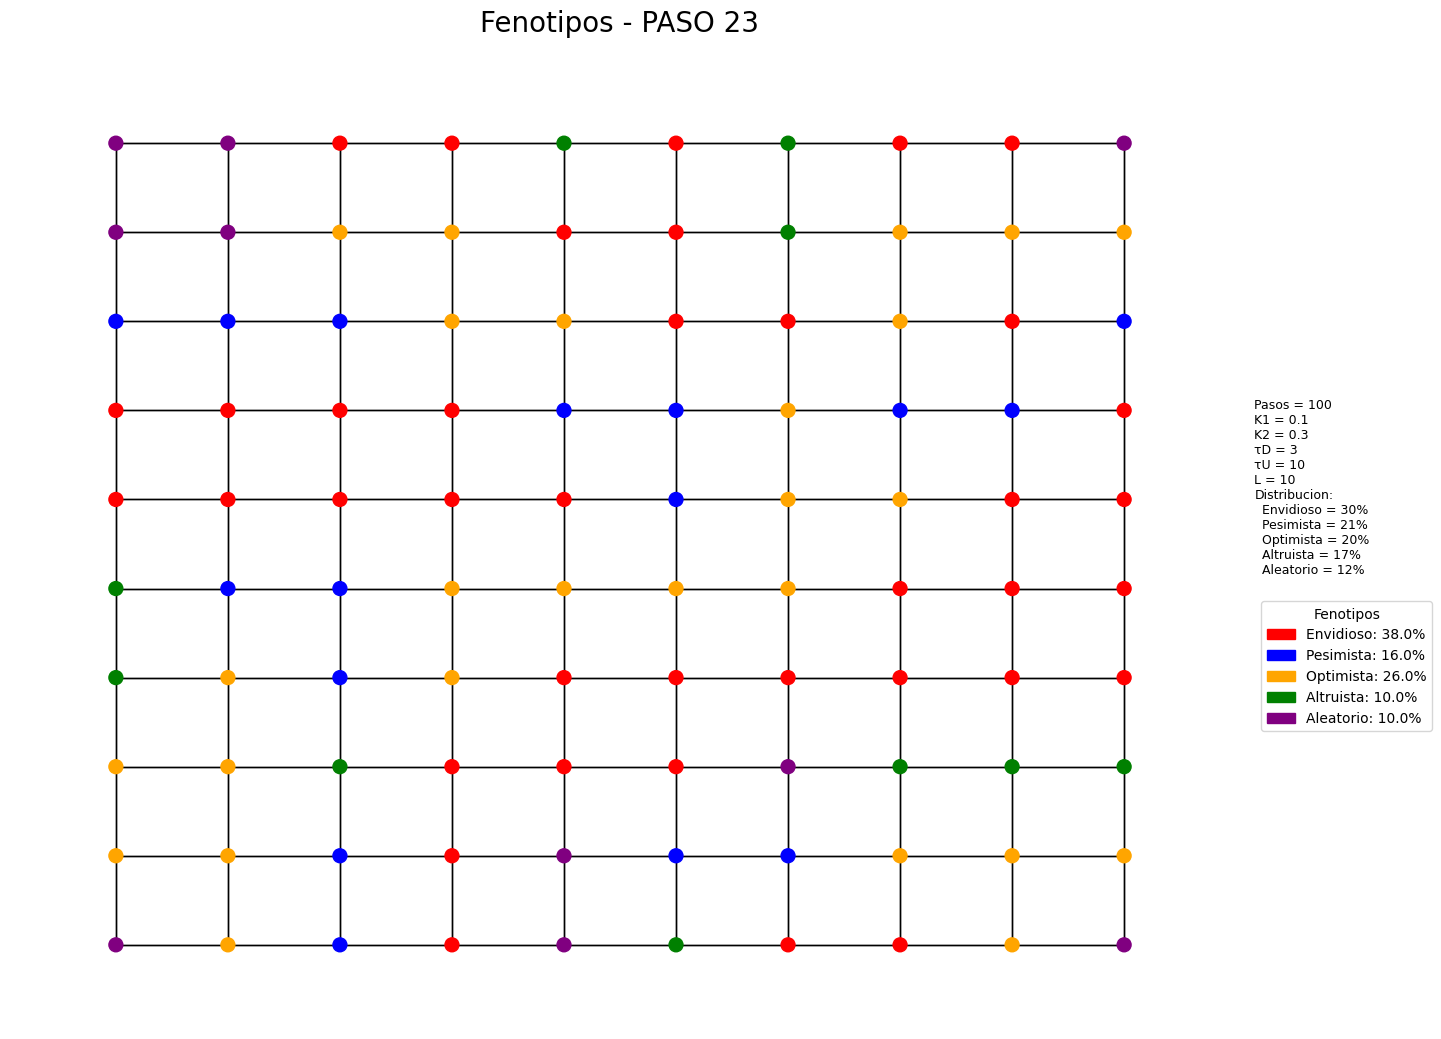 Fenotipos - PASO 23
Pasos = 100
K1 = 0.1
K2 = 0.3
τD = 3
τU = 10
L = 10
Distribucion:
Envidioso = 30%
Pesimista = 21%
Optimista = 20%
Altruista = 17%
Aleatorio = 12%
Fenotipos
Envidioso: 38.0%
Pesimista: 16.0%
Optimista: 26.0%
Altruista: 10.0%
Aleatorio: 10.0%